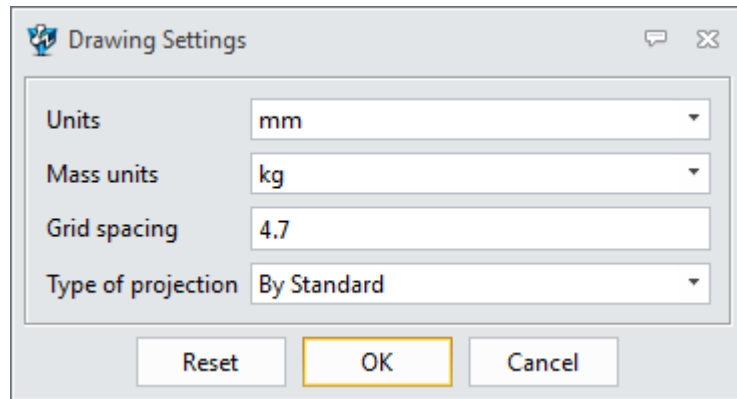 Drawing Settings
Units mm
Mass units kg
Grid spacing 4.7
Type of projection By Standard
Reset OK Cancel